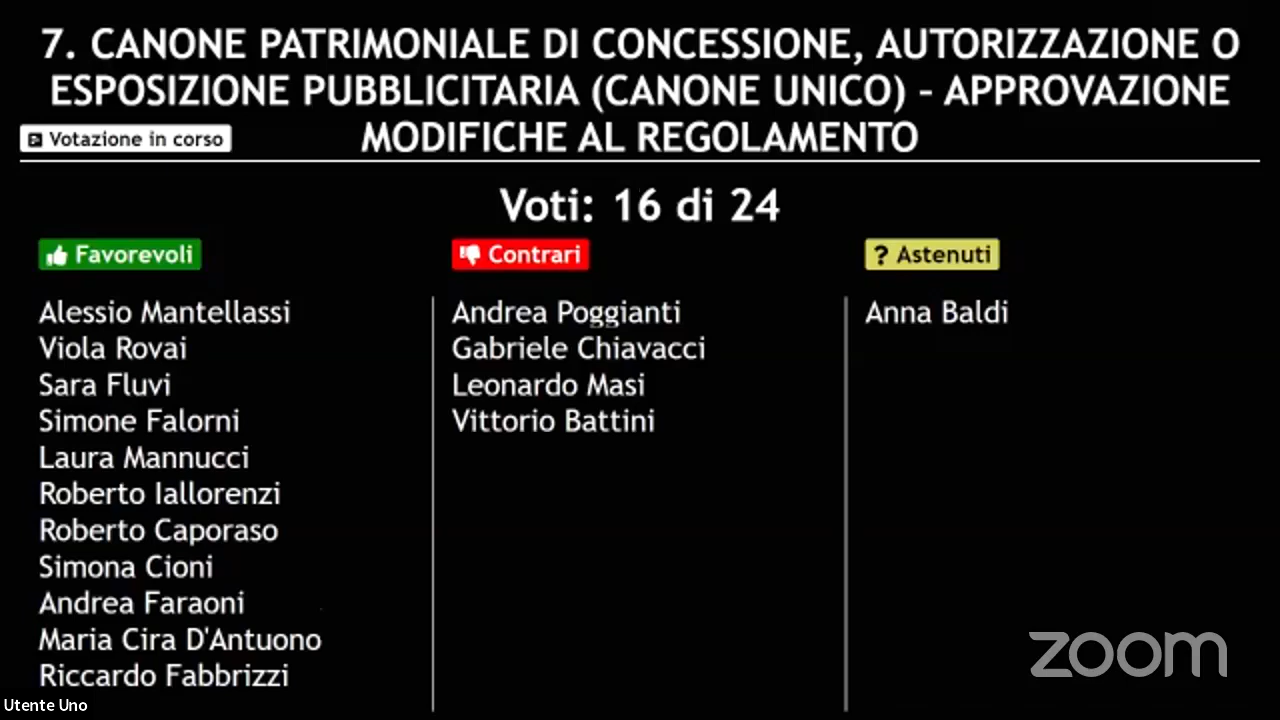 7. CANONE PATRIMONIALE DI CONCESSIONE, AUTORIZZAZIONE O
ESPOSIZIONE PUBBLICITARIA (CANONE UNICO) – APPROVAZIONE
MODIFICHE AL REGOLAMENTO
Votazione in corso
Voti: 16 di 24
Favorevoli
Alessio Mantellassi
Viola Rovai
Sara Fluvi
Simone Falorni
Laura Mannucci
Roberto Iallorenzi
Roberto Caporaso
Simona Cioni
Andrea Faraoni
Maria Cira D'Antuono
Riccardo Fabbrizzi
Contrari
Andrea Poggianti
Gabriele Chiavacci
Leonardo Masi
Vittorio Battini
? Astenuti
Anna Baldi
zoom
Utente Uno